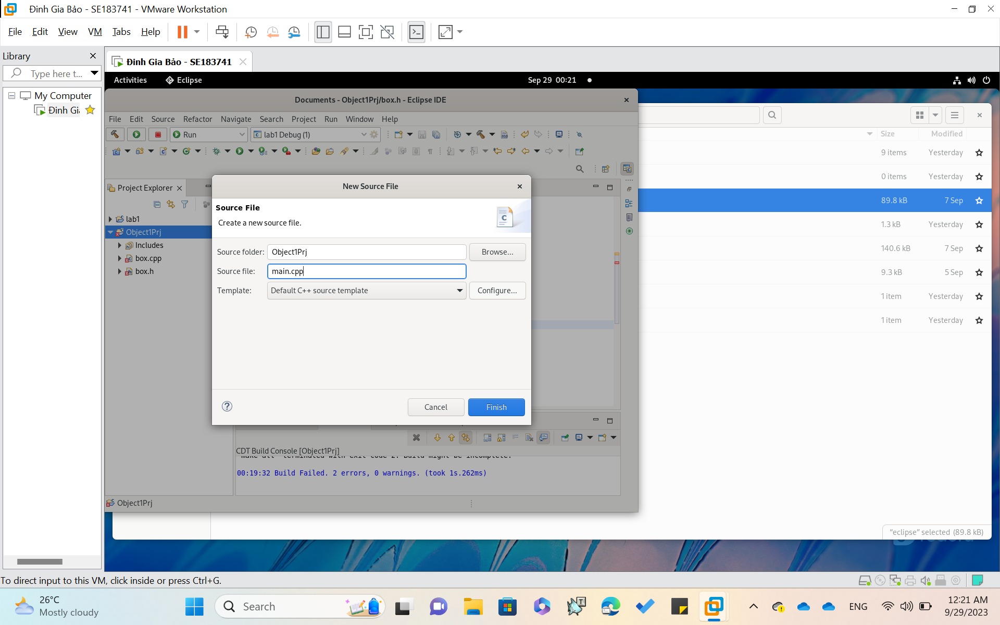 Đinh Gia Bảo - SE183741 - VMware Workstation
File Edit View VM Tabs Help
Library
Type here t...
My Computer
Đinh Gia
Đinh Gia Bảo - SE183741
Activities Eclipse Sep 29 00:21
Documents - Object1Prj/box.h - Eclipse IDE
File Edit Source Refactor Navigate Search Project Run Window Help
Run lab1 Debug (1)
Size Modified
9 items Yesterday
0 items Yesterday
89.8 kB 7 Sep
1.3 kB Yesterday
140.6 kB 7 Sep
9.3 kB 5 Sep
1 item Yesterday
1 item Yesterday
Project Explorer
lab1
Object1Prj
Includes
box.cpp
box.h
New Source File
Source File
Create a new source file.
Source folder: Object1Prj Browse...
Source file: main.cpp
Template: Default C++ source template Configure...
Cancel Finish
CDT Build Console [Object1Prj]
00:19:32 Build Failed. 2 errors, 0 warnings. (took 1s.262ms)
Object1Prj
“eclipse” selected (89.8 kB)
To direct input to this VM, click inside or press Ctrl+G.
26°C
Mostly cloudy
Search
ENG
12:21 AM
9/29/2023